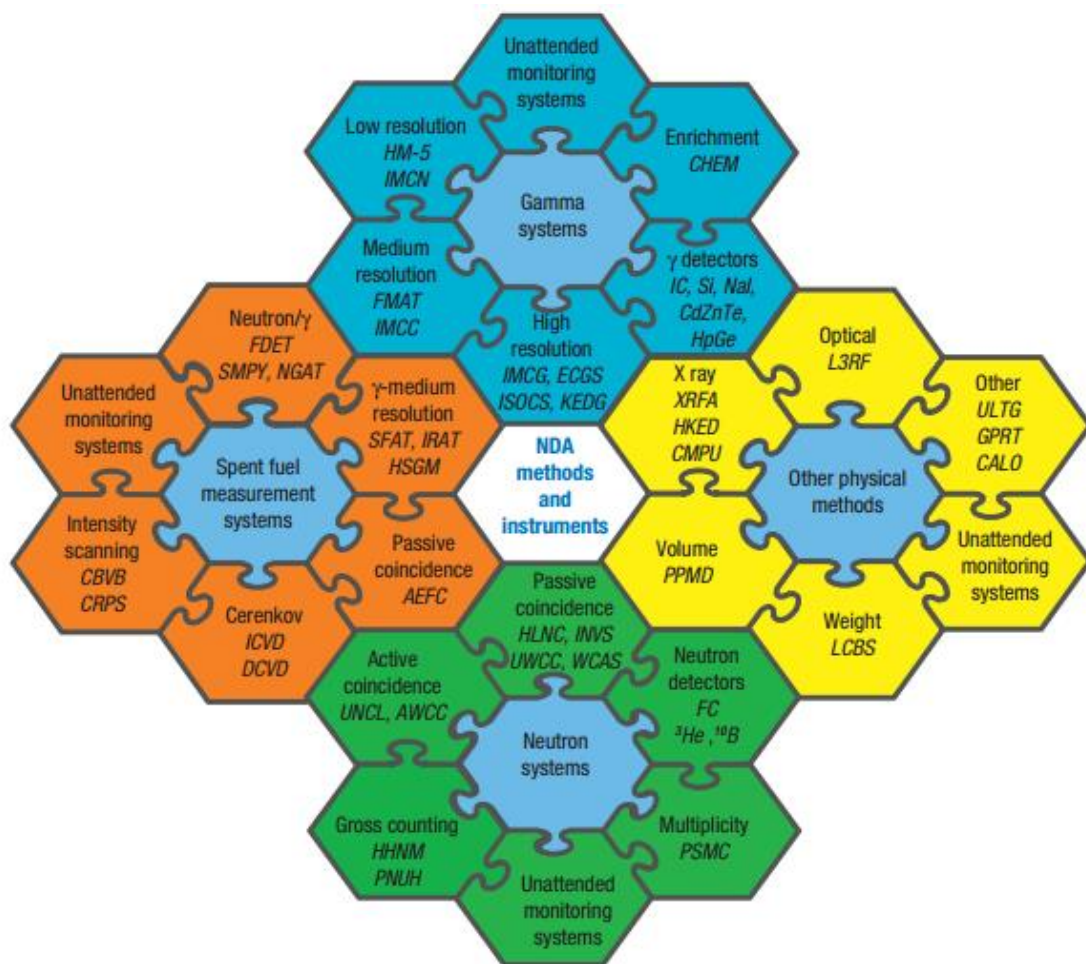 Unattended
monitoring
systems
Low resolution
HM-5
IMCN
Enrichment
CHEM
Gamma
systems
Medium
resolution
FMAT
IMCC
γ detectors
IC, Si, NaI,
CdZnTe,
HpGe
High
resolution
IMCG, ECGS
ISOCS, KEDG
Neutron/γ
FDET
SMPY, NGAT
Unattended
monitoring
systems
γ-medium
resolution
SFAT, IRAT
HSGM
Spent fuel
measurement
systems
Intensity
scanning
CBVB
CRPS
Passive
coincidence
AEFC
Cerenkov
ICVD
DCVD
NDA
methods
and
instruments
Optical
L3RF
X ray
XRFA
HKED
CMPU
Other
ULTG
GPRT
CALO
Other physical
methods
Volume
PPMD
Unattended
monitoring
systems
Weight
LCBS
Passive
coincidence
HLNC, INVS
UWCC, WCAS
Active
coincidence
UNCL, AWCC
Neutron
detectors
FC
³He ,¹⁰B
Neutron
systems
Gross counting
HHNM
PNUH
Multiplicity
PSMC
Unattended
monitoring
systems